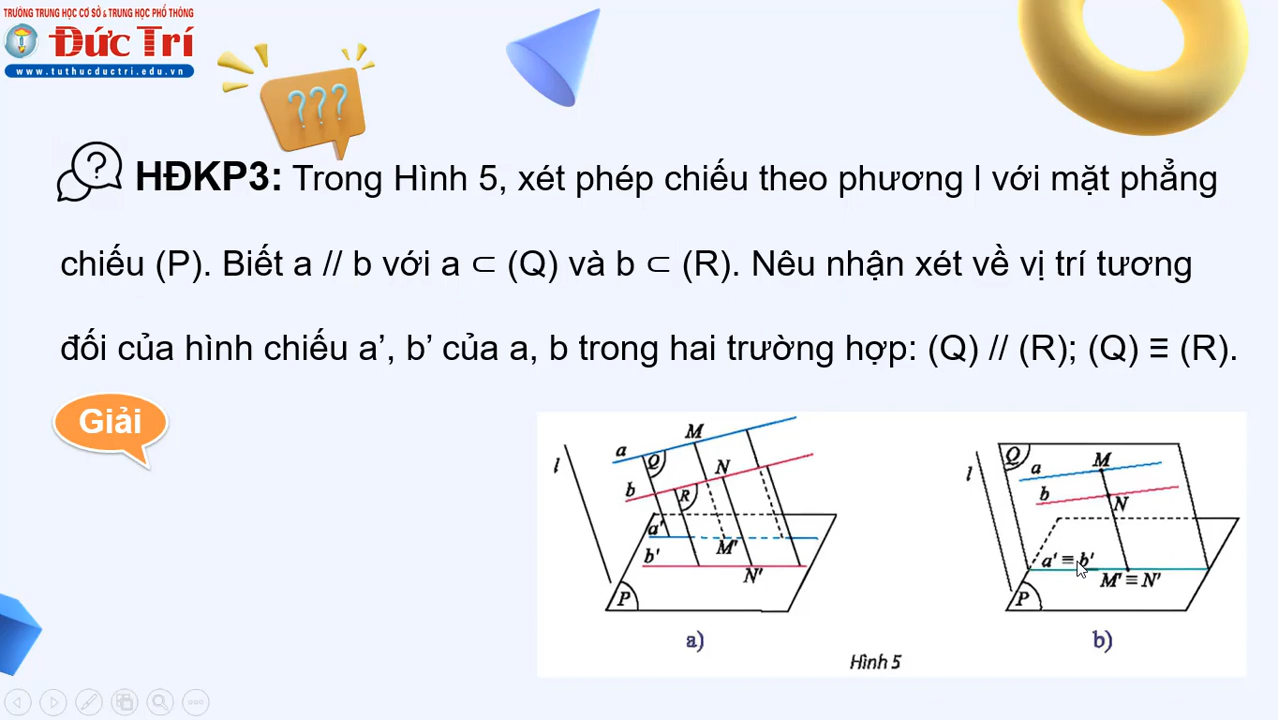 TRƯỜNG TRUNG HỌC CƠ SỞ & TRUNG HỌC PHỔ THÔNG
Đức Trí
www.tuthucductri.edu.vn
???
?
HĐKP3: Trong Hình 5, xét phép chiếu theo phương l với mặt phẳng
chiếu (P). Biết a // b với a ⊂ (Q) và b ⊂ (R). Nêu nhận xét về vị trí tương
đối của hình chiếu a’, b’ của a, b trong hai trường hợp: (Q) // (R); (Q) ≡ (R).
Giải
l
a
Q
M
b
R
N
a'
M'
b'
N'
P
a)
l
Q
a
M
b
N
a' ≡ b'
M' ≡ N'
P
b)
Hình 5